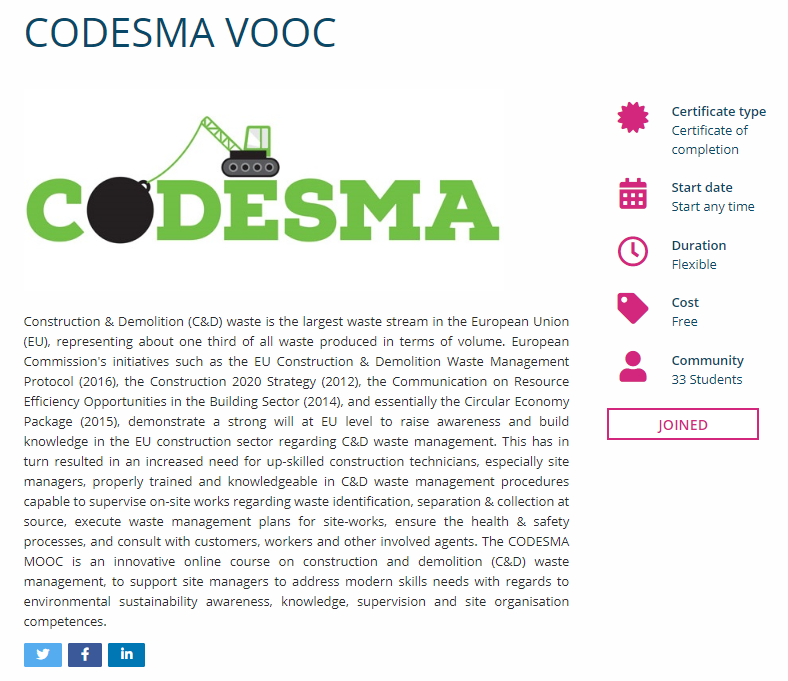 CODESMA VOOC
CODESMA
Construction & Demolition (C&D) waste is the largest waste stream in the European Union
(EU), representing about one third of all waste produced in terms of volume. European
Commission's initiatives such as the EU Construction & Demolition Waste Management
Protocol (2016), the Construction 2020 Strategy (2012), the Communication on Resource
Efficiency Opportunities in the Building Sector (2014), and essentially the Circular Economy
Package (2015), demonstrate a strong will at EU level to raise awareness and build
knowledge in the EU construction sector regarding C&D waste management. This has in
turn resulted in an increased need for up-skilled construction technicians, especially site
managers, properly trained and knowledgeable in C&D waste management procedures
capable to supervise on-site works regarding waste identification, separation & collection at
source, execute waste management plans for site-works, ensure the health & safety
processes, and consult with customers, workers and other involved agents. The CODESMA
MOOC is an innovative online course on construction and demolition (C&D) waste
management, to support site managers to address modern skills needs with regards to
environmental sustainability awareness, knowledge, supervision and site organisation
competences.
Certificate type
Certificate of
completion
Start date
Start any time
Duration
Flexible
Cost
Free
Community
33 Students
JOINED